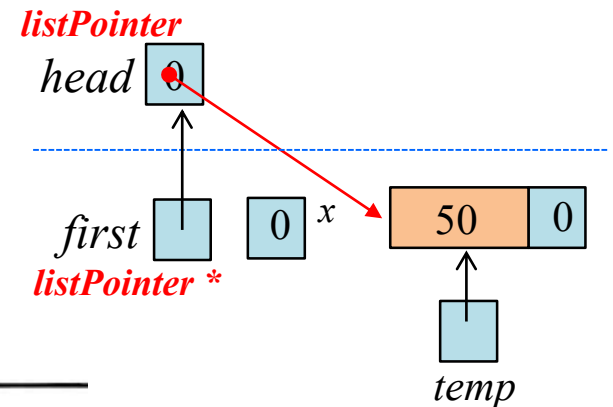 listPointer
head 0
first 0 x 50 0
listPointer *
temp